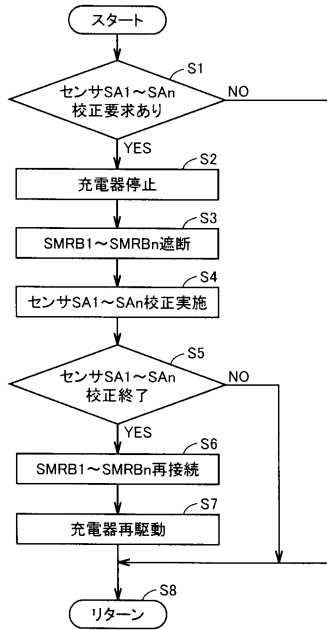 スタート
S1
センサSA1～SAn
校正要求あり
NO
YES
S2
充電器停止
S3
SMRB1～SMRBn遮断
S4
センサSA1～SAn校正実施
S5
センサSA1～SAn
校正終了
NO
YES
S6
SMRB1～SMRBn再接続
S7
充電器再駆動
S8
リターン